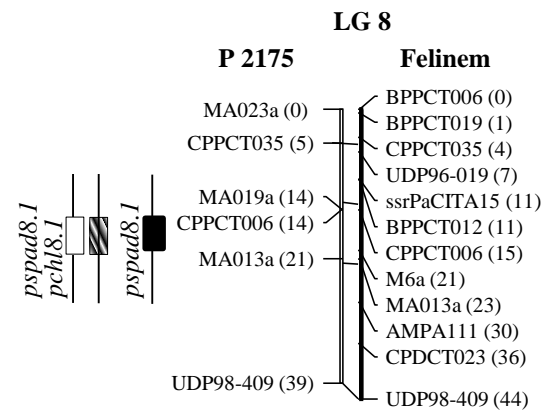 LG 8
P 2175
Felinem
MA023a (0)
CPPCT035 (5)
MA019a (14)
CPPCT006 (14)
MA013a (21)
UDP98-409 (39)
BPPCT006 (0)
BPPCT019 (1)
CPPCT035 (4)
UDP96-019 (7)
ssrPaCITA15 (11)
BPPCT012 (11)
CPPCT006 (15)
M6a (21)
MA013a (23)
AMPA111 (30)
CPDCT023 (36)
UDP98-409 (44)
pspad8.1
pchl8.1
pspad8.1